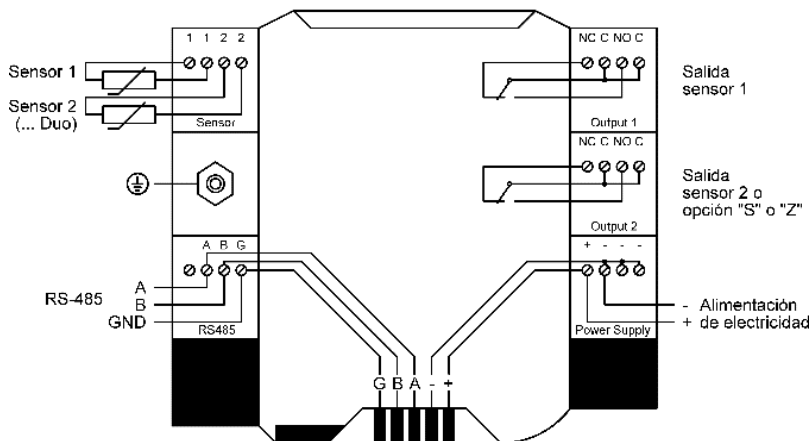 1 1 2 2
Sensor 1
Sensor 2
(... Duo)
Sensor
A B G
RS-485
A
B
GND
RS485
G B A - +
NC C NO C
Salida
sensor 1
Output 1
NC C NO C
Salida
sensor 2 o
opción "S" o "Z"
Output 2
+ - - -
- Alimentación
+ de electricidad
Power Supply